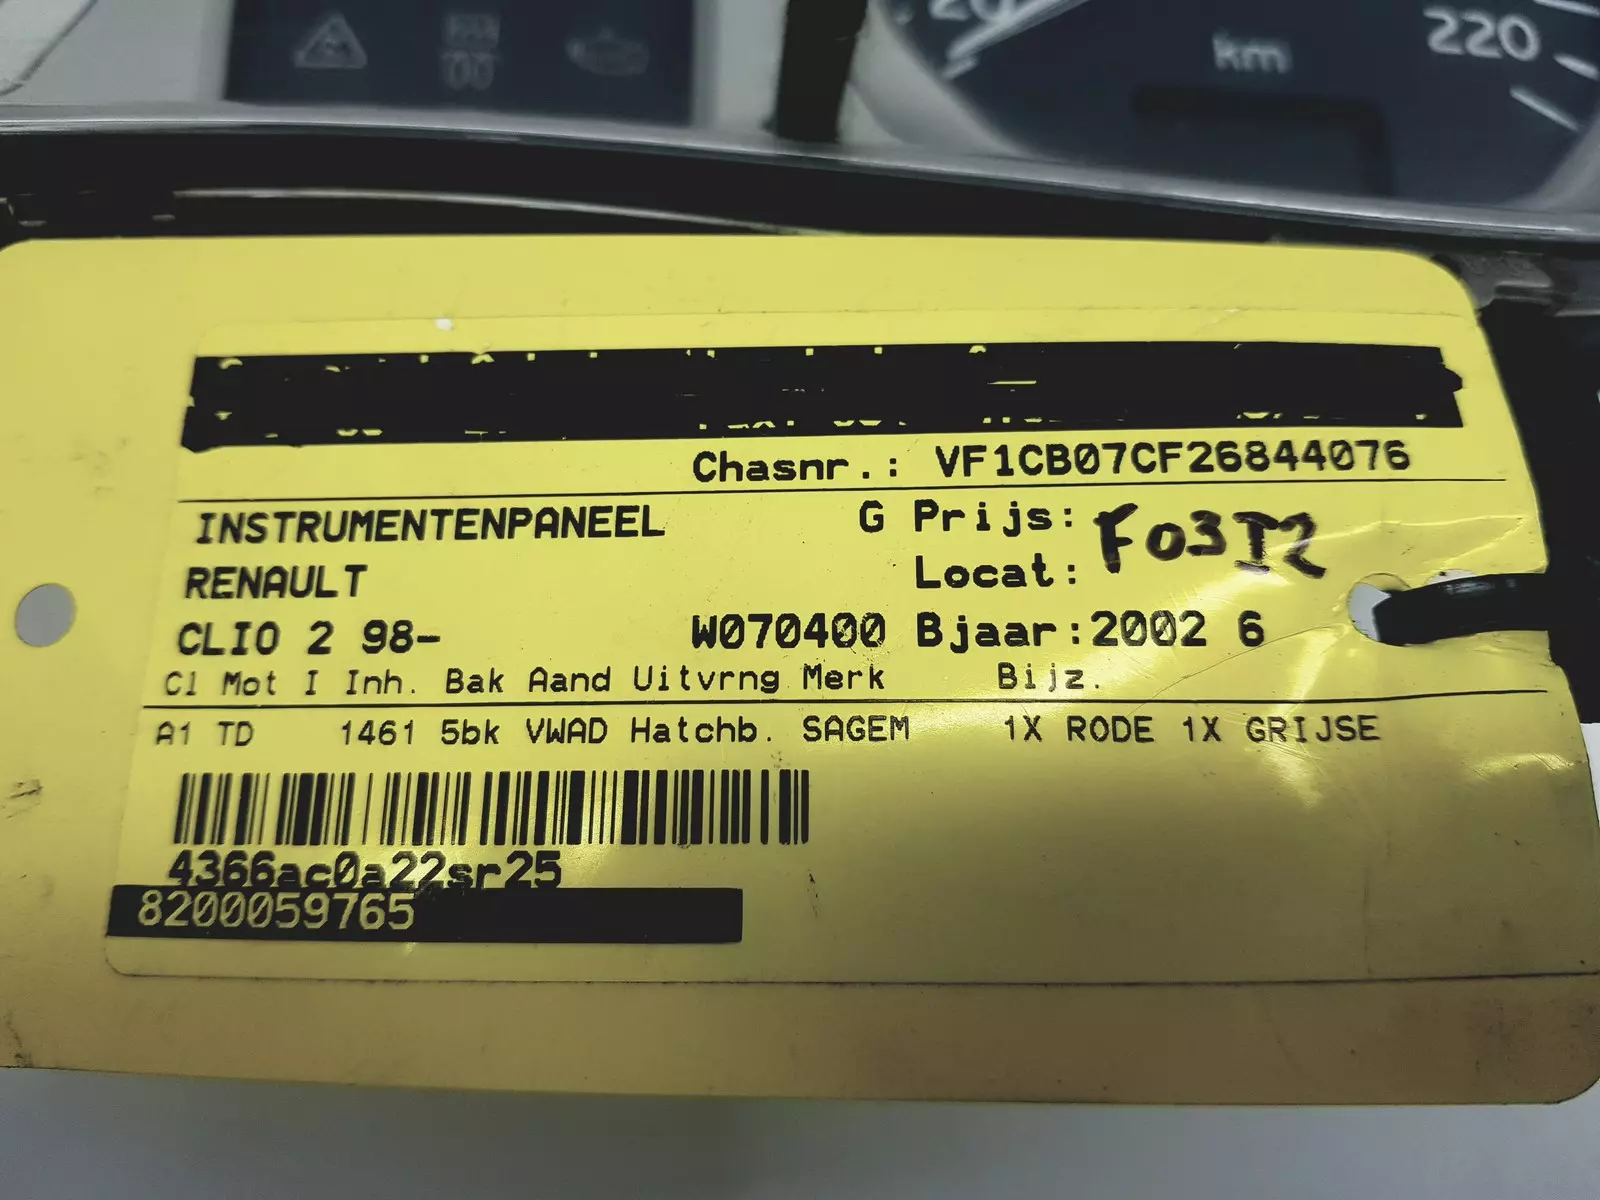 20
km
220
Chasnr.: VF1CB07CF26844076
INSTRUMENTENPANEEL G Prijs:
F03I2
RENAULT Locat:
CLIO 2 98- W070400 Bjaar:2002 6
Cl Mot I Inh. Bak Aand Uitvrng Merk Bijz.
A1 TD 1461 5bk VWAD Hatchb. SAGEM 1X RODE 1X GRIJSE
4366ac0a22sr25
8200059765